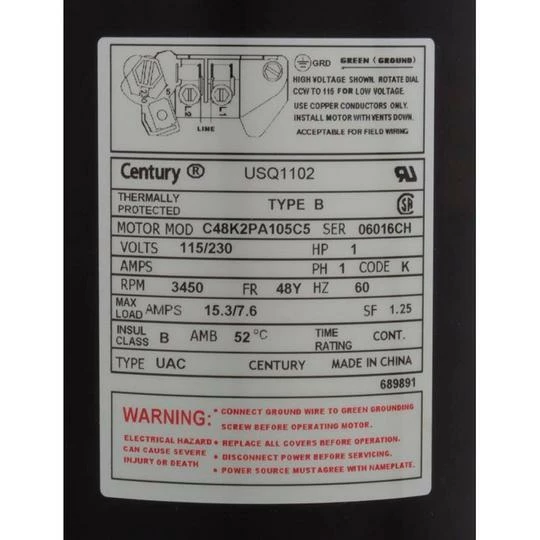 GRD GREEN (GROUND)
HIGH VOLTAGE SHOWN. ROTATE DIAL
CCW TO 115 FOR LOW VOLTAGE.
USE COPPER CONDUCTORS ONLY.
INSTALL MOTOR WITH VENTS DOWN.
ACCEPTABLE FOR FIELD WIRING
L2 L1
LINE
Century ® USQ1102
THERMALLY
PROTECTED
TYPE B
MOTOR MOD C48K2PA105C5 SER 06016CH
VOLTS 115/230 HP 1
AMPS PH 1 CODE K
RPM 3450 FR 48Y HZ 60
MAX
LOAD AMPS 15.3/7.6 SF 1.25
INSUL
CLASS B AMB 52 °C TIME
RATING CONT.
TYPE UAC CENTURY MADE IN CHINA
689891
WARNING: • CONNECT GROUND WIRE TO GREEN GROUNDING
SCREW BEFORE OPERATING MOTOR.
ELECTRICAL HAZARD • REPLACE ALL COVERS BEFORE OPERATION.
CAN CAUSE SEVERE • DISCONNECT POWER BEFORE SERVICING.
INJURY OR DEATH • POWER SOURCE MUST AGREE WITH NAMEPLATE.